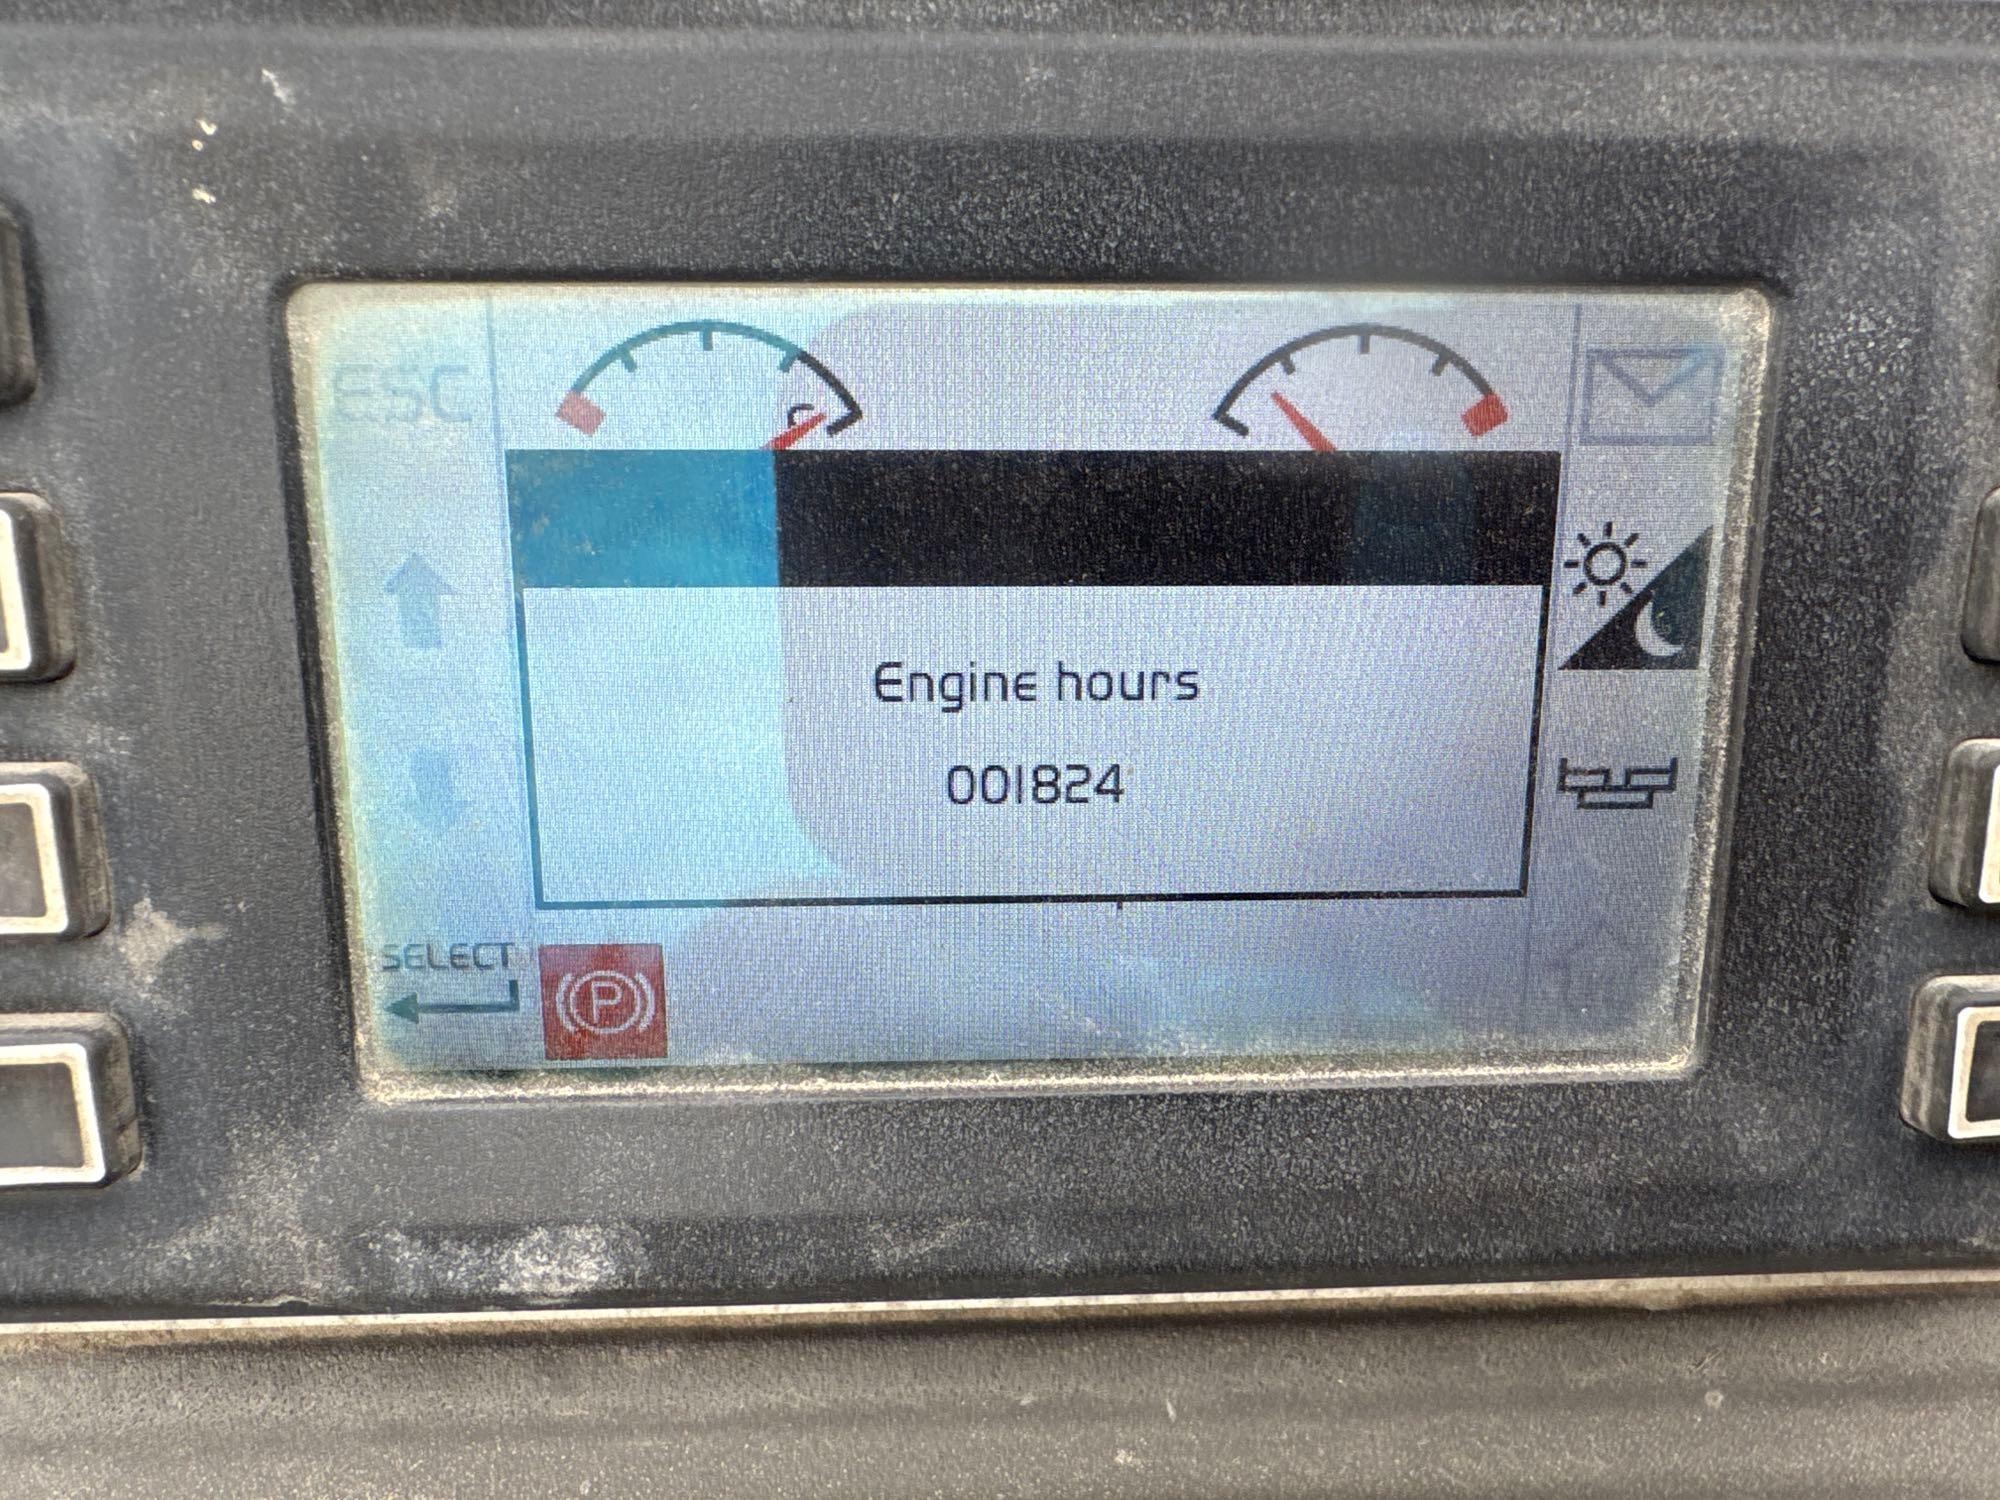 ESC
Engine hours
001824
SELECT
P